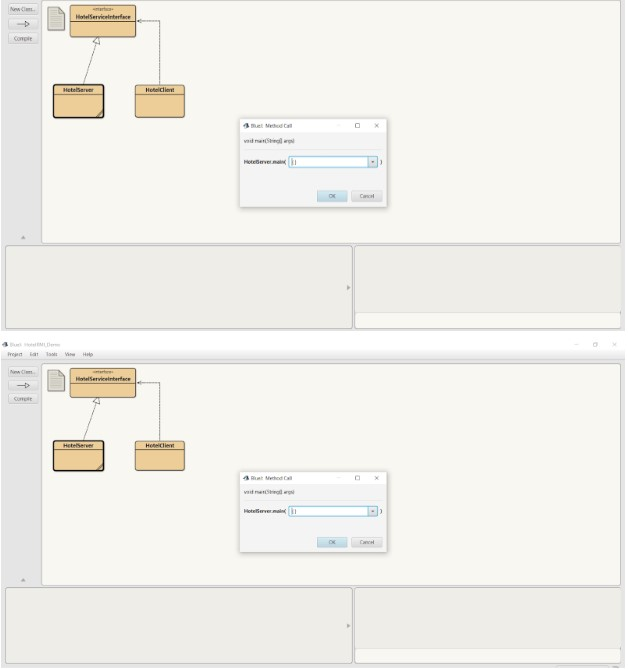 New Class...
«interface»
HotelServiceInterface
Compile
HotelServer
HotelClient
BlueJ: Method Call
void main(String[] args)
HotelServer.main( { } )
OK
Cancel
BlueJ: HotelRMI_Demo
Project Edit Tools View Help
New Class...
«interface»
HotelServiceInterface
Compile
HotelServer
HotelClient
BlueJ: Method Call
void main(String[] args)
HotelServer.main( { } )
OK
Cancel